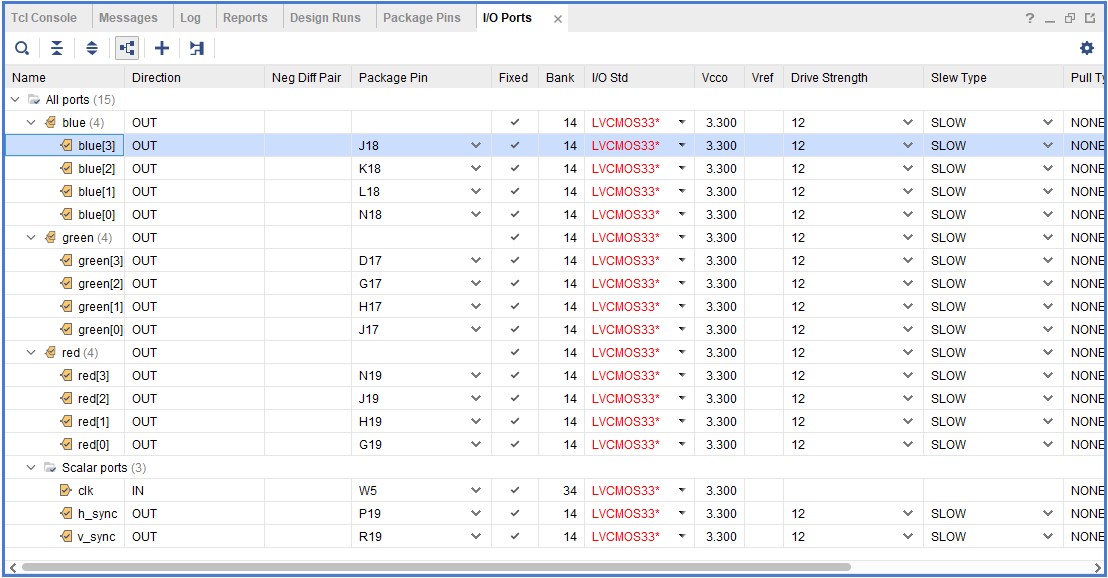 Tcl Console Messages Log Reports Design Runs Package Pins I/O Ports × ?
Name Direction Neg Diff Pair Package Pin Fixed Bank I/O Std Vcco Vref Drive Strength Slew Type Pull Ty
All ports (15)
blue (4) OUT 14 LVCMOS33* 3.300 12 SLOW NONE
blue[3] OUT J18 14 LVCMOS33* 3.300 12 SLOW NONE
blue[2] OUT K18 14 LVCMOS33* 3.300 12 SLOW NONE
blue[1] OUT L18 14 LVCMOS33* 3.300 12 SLOW NONE
blue[0] OUT N18 14 LVCMOS33* 3.300 12 SLOW NONE
green (4) OUT 14 LVCMOS33* 3.300 12 SLOW NONE
green[3] OUT D17 14 LVCMOS33* 3.300 12 SLOW NONE
green[2] OUT G17 14 LVCMOS33* 3.300 12 SLOW NONE
green[1] OUT H17 14 LVCMOS33* 3.300 12 SLOW NONE
green[0] OUT J17 14 LVCMOS33* 3.300 12 SLOW NONE
red (4) OUT 14 LVCMOS33* 3.300 12 SLOW NONE
red[3] OUT N19 14 LVCMOS33* 3.300 12 SLOW NONE
red[2] OUT J19 14 LVCMOS33* 3.300 12 SLOW NONE
red[1] OUT H19 14 LVCMOS33* 3.300 12 SLOW NONE
red[0] OUT G19 14 LVCMOS33* 3.300 12 SLOW NONE
Scalar ports (3)
clk IN W5 34 LVCMOS33* 3.300 NONE
h_sync OUT P19 14 LVCMOS33* 3.300 12 SLOW NONE
v_sync OUT R19 14 LVCMOS33* 3.300 12 SLOW NONE